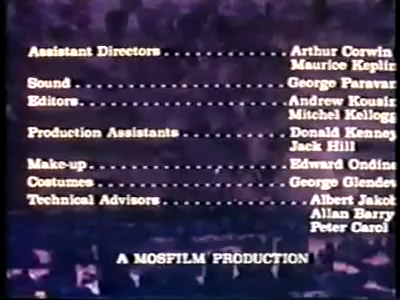 Assistant Directors.............Arthur Corwin
Maurice Keplin
Sound......................George Paravan
Editors......................Andrew Kousin
Mitchel Kellogg
Production Assistants...........Donald Kenney
Jack Hill
Make-up.....................Edward Ondine
Costumes....................George Glendev
Technical Advisors...............Albert Jakob
Allan Barry
Peter Carol
A MOSFILM PRODUCTION